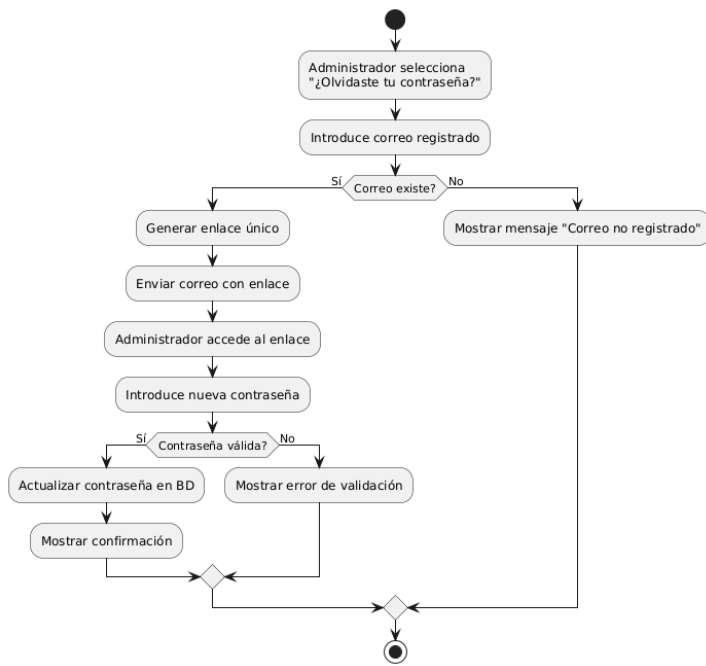 Administrador selecciona
"¿Olvidaste tu contraseña?"
Introduce correo registrado
Sí
Correo existe?
No
Generar enlace único
Mostrar mensaje "Correo no registrado"
Enviar correo con enlace
Administrador accede al enlace
Introduce nueva contraseña
Sí
Contraseña válida?
No
Actualizar contraseña en BD
Mostrar error de validación
Mostrar confirmación